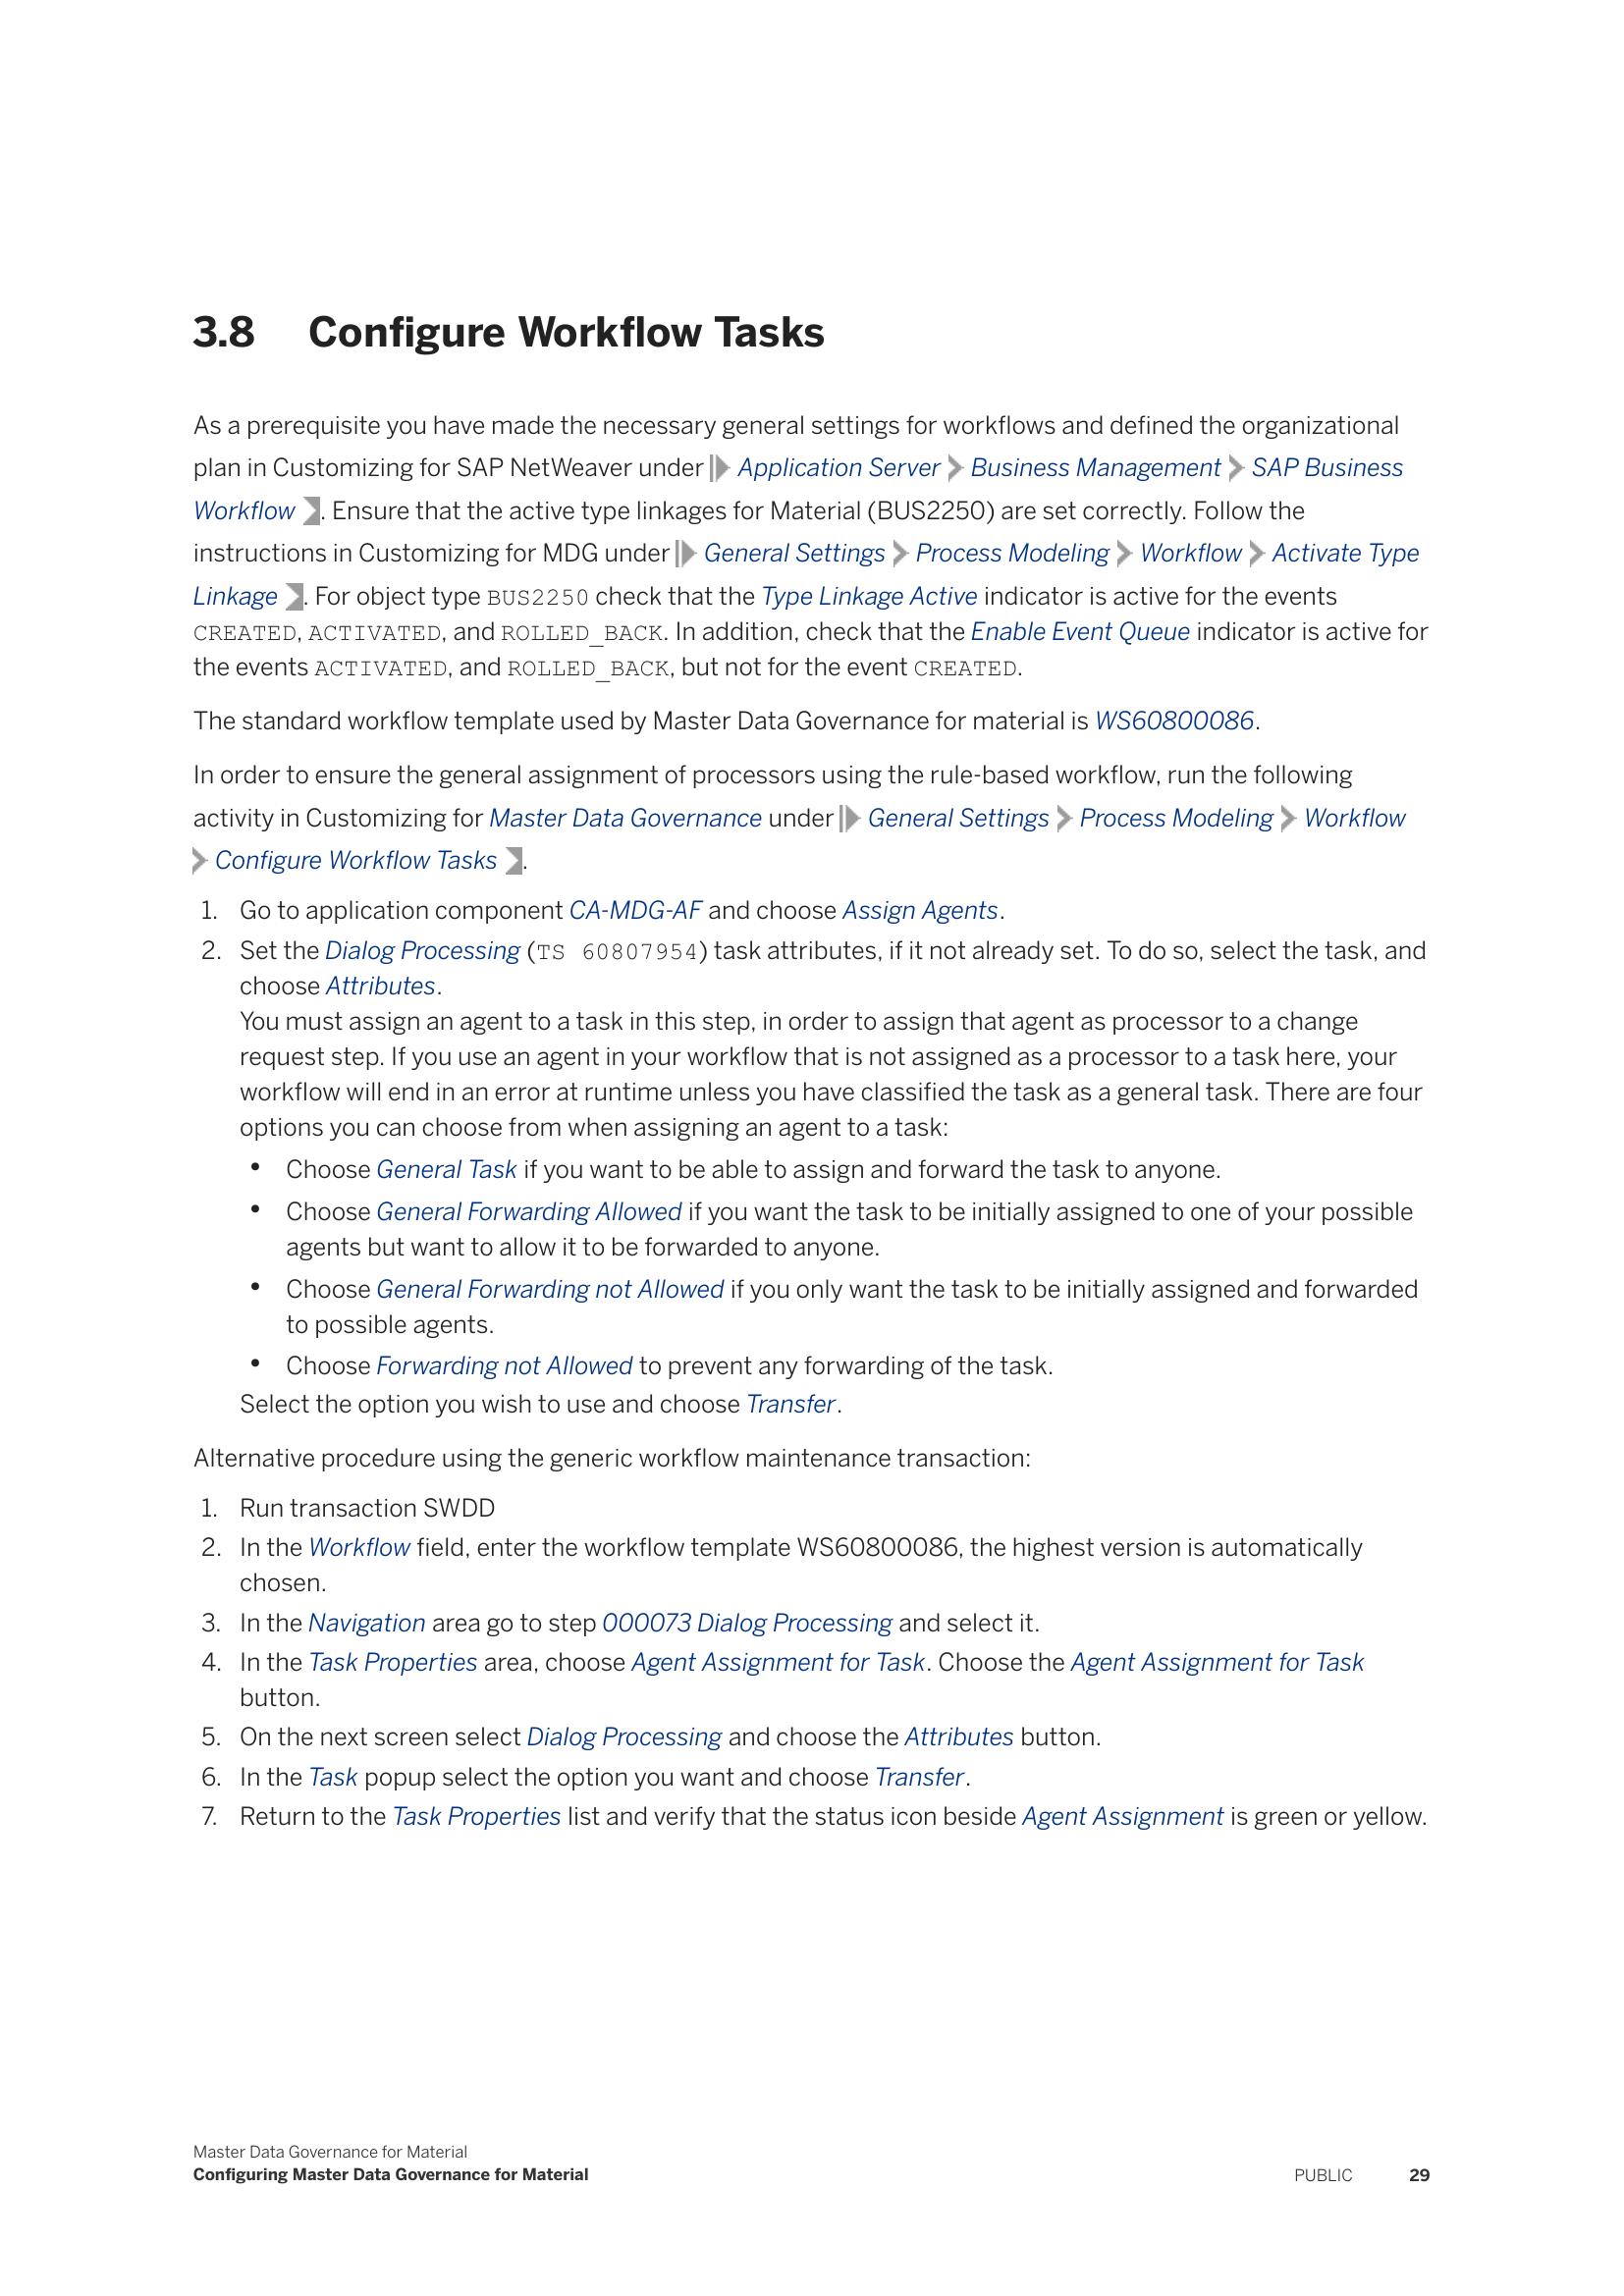 3.8 Configure Workflow Tasks
As a prerequisite you have made the necessary general settings for workflows and defined the organizational
plan in Customizing for SAP NetWeaver under Application Server Business Management SAP Business
Workflow . Ensure that the active type linkages for Material (BUS2250) are set correctly. Follow the
instructions in Customizing for MDG under General Settings Process Modeling Workflow Activate Type
Linkage . For object type BUS2250 check that the Type Linkage Active indicator is active for the events
CREATED, ACTIVATED, and ROLLED_BACK. In addition, check that the Enable Event Queue indicator is active for
the events ACTIVATED, and ROLLED_BACK, but not for the event CREATED.
The standard workflow template used by Master Data Governance for material is WS60800086.
In order to ensure the general assignment of processors using the rule-based workflow, run the following
activity in Customizing for Master Data Governance under General Settings Process Modeling Workflow
Configure Workflow Tasks .
1. Go to application component CA-MDG-AF and choose Assign Agents.
2. Set the Dialog Processing (TS 60807954) task attributes, if it not already set. To do so, select the task, and
choose Attributes.
You must assign an agent to a task in this step, in order to assign that agent as processor to a change
request step. If you use an agent in your workflow that is not assigned as a processor to a task here, your
workflow will end in an error at runtime unless you have classified the task as a general task. There are four
options you can choose from when assigning an agent to a task:
• Choose General Task if you want to be able to assign and forward the task to anyone.
• Choose General Forwarding Allowed if you want the task to be initially assigned to one of your possible
agents but want to allow it to be forwarded to anyone.
• Choose General Forwarding not Allowed if you only want the task to be initially assigned and forwarded
to possible agents.
• Choose Forwarding not Allowed to prevent any forwarding of the task.
Select the option you wish to use and choose Transfer.
Alternative procedure using the generic workflow maintenance transaction:
1. Run transaction SWDD
2. In the Workflow field, enter the workflow template WS60800086, the highest version is automatically
chosen.
3. In the Navigation area go to step 000073 Dialog Processing and select it.
4. In the Task Properties area, choose Agent Assignment for Task. Choose the Agent Assignment for Task
button.
5. On the next screen select Dialog Processing and choose the Attributes button.
6. In the Task popup select the option you want and choose Transfer.
7. Return to the Task Properties list and verify that the status icon beside Agent Assignment is green or yellow.
Master Data Governance for Material
Configuring Master Data Governance for Material PUBLIC 29